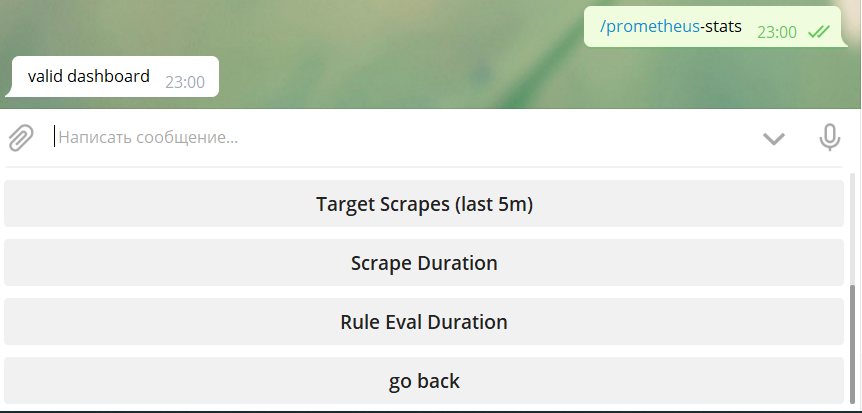 /prometheus-stats 23:00
valid dashboard 23:00
Написать сообщение...
Target Scrapes (last 5m)
Scrape Duration
Rule Eval Duration
go back